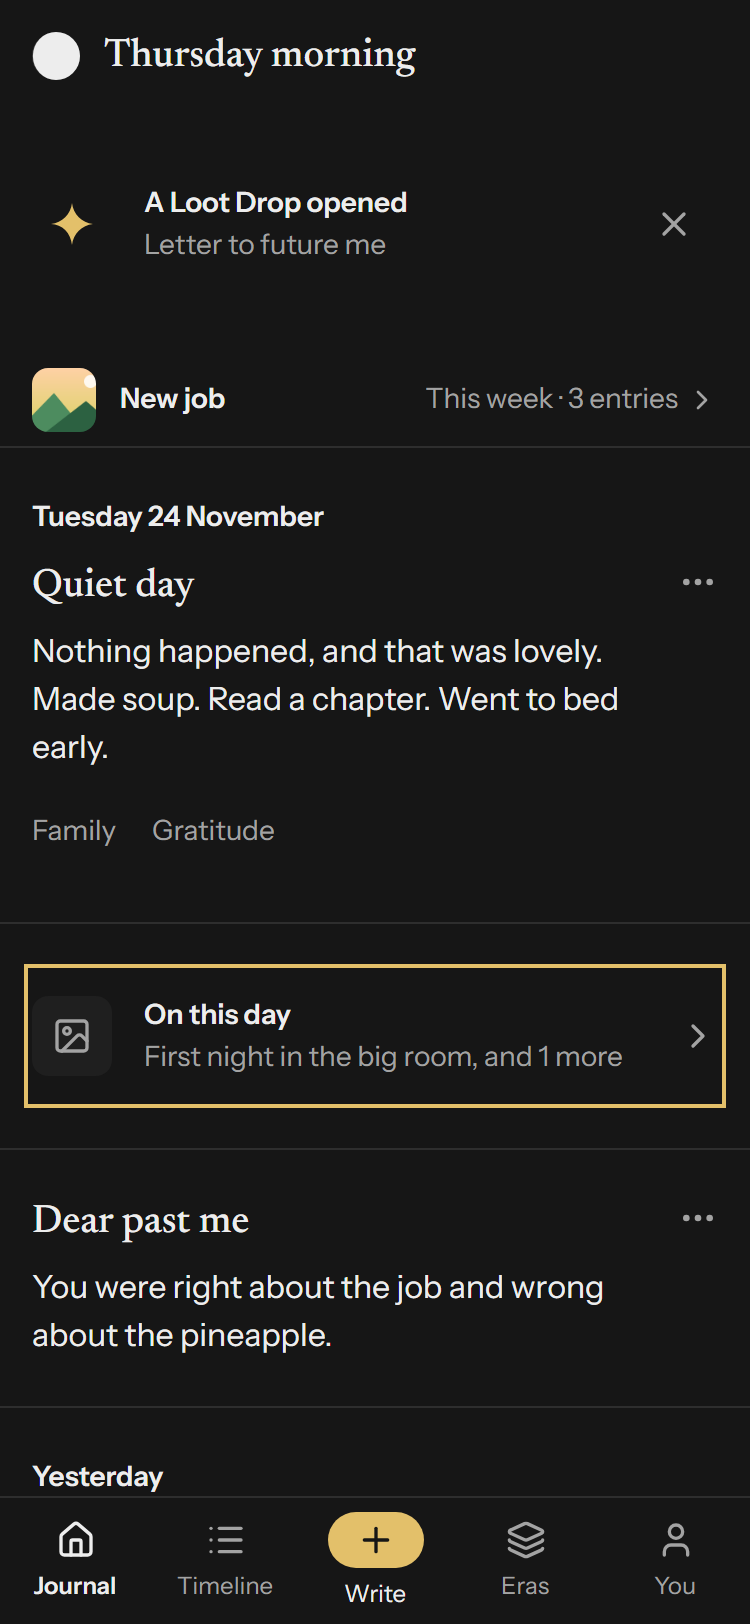 Thursday morning
A Loot Drop opened
Letter to future me
New job
This week · 3 entries
Tuesday 24 November
Quiet day
Nothing happened, and that was lovely.
Made soup. Read a chapter. Went to bed
early.
Family Gratitude
On this day
First night in the big room, and 1 more
Dear past me
You were right about the job and wrong
about the pineapple.
Yesterday
Journal
Timeline
Write
Eras
You